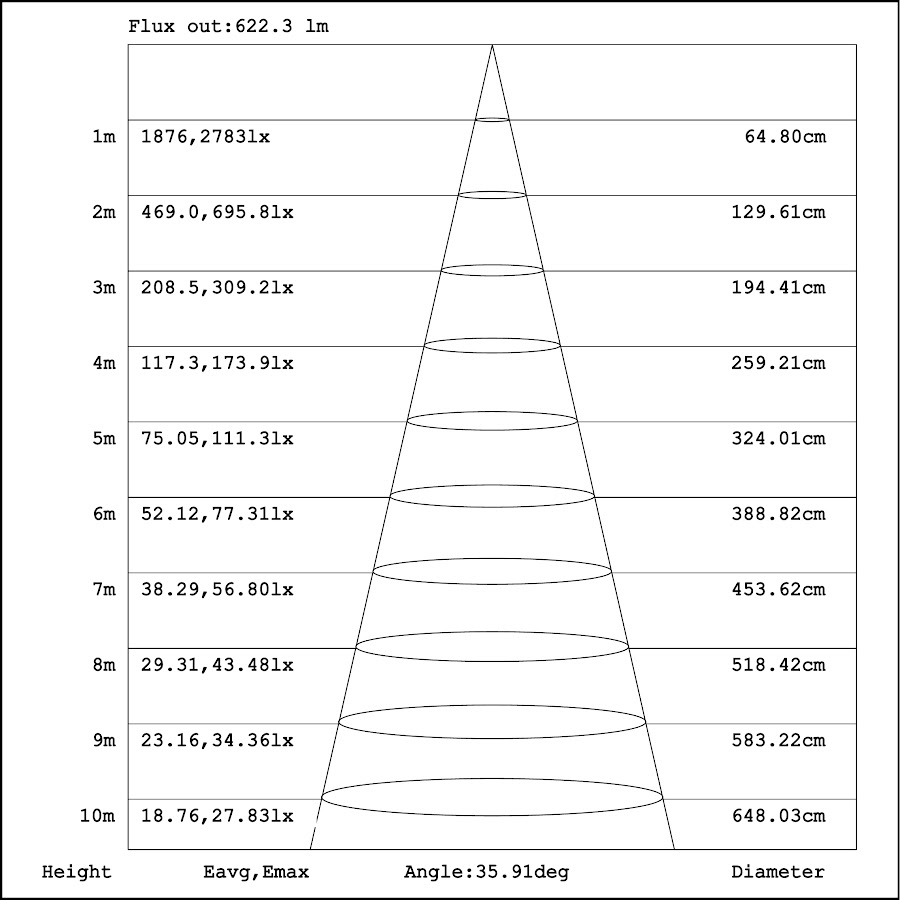 Flux out:622.3 lm
1m 1876,2783lx 64.80cm
2m 469.0,695.8lx 129.61cm
3m 208.5,309.2lx 194.41cm
4m 117.3,173.9lx 259.21cm
5m 75.05,111.3lx 324.01cm
6m 52.12,77.31lx 388.82cm
7m 38.29,56.80lx 453.62cm
8m 29.31,43.48lx 518.42cm
9m 23.16,34.36lx 583.22cm
10m 18.76,27.83lx 648.03cm
Height Eavg,Emax Angle:35.91deg Diameter